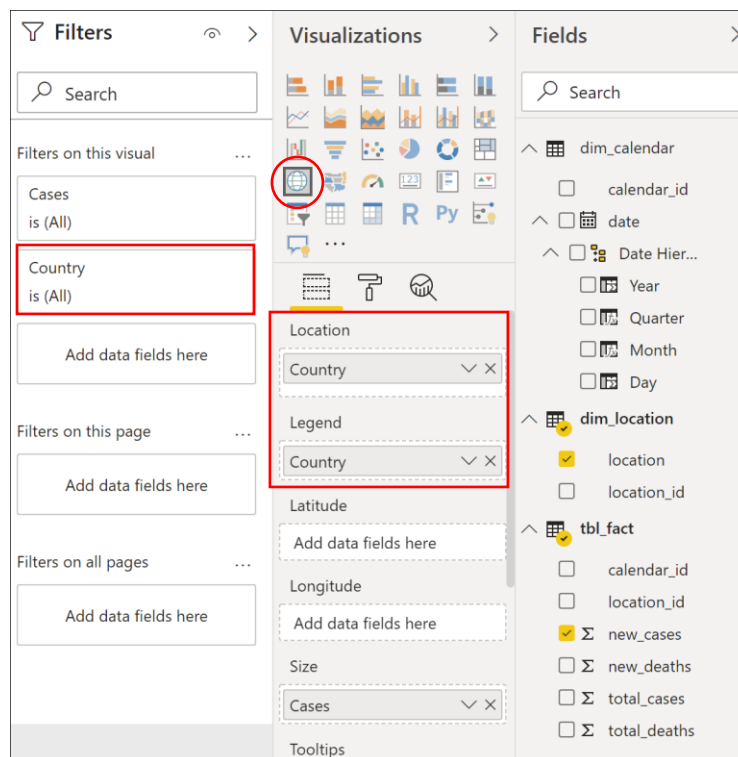 Filters
Search
Filters on this visual
...
Cases
is (All)
Country
is (All)
Add data fields here
Filters on this page
...
Add data fields here
Filters on all pages
...
Add data fields here
Visualizations
123
R
Py
...
Location
Country
Legend
Country
Latitude
Add data fields here
Longitude
Add data fields here
Size
Cases
Tooltips
Fields
Search
dim_calendar
calendar_id
date
Date Hier...
Year
Quarter
Month
Day
dim_location
location
location_id
tbl_fact
calendar_id
location_id
Σ new_cases
Σ new_deaths
Σ total_cases
Σ total_deaths